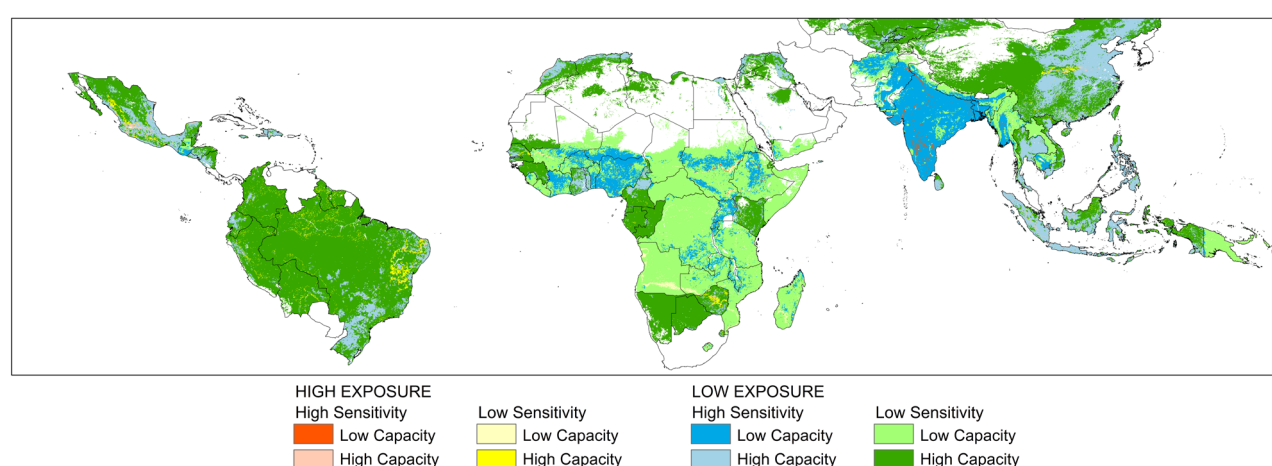 HIGH EXPOSURE LOW EXPOSURE
High Sensitivity Low Sensitivity High Sensitivity Low Sensitivity
Low Capacity Low Capacity Low Capacity Low Capacity
High Capacity High Capacity High Capacity High Capacity